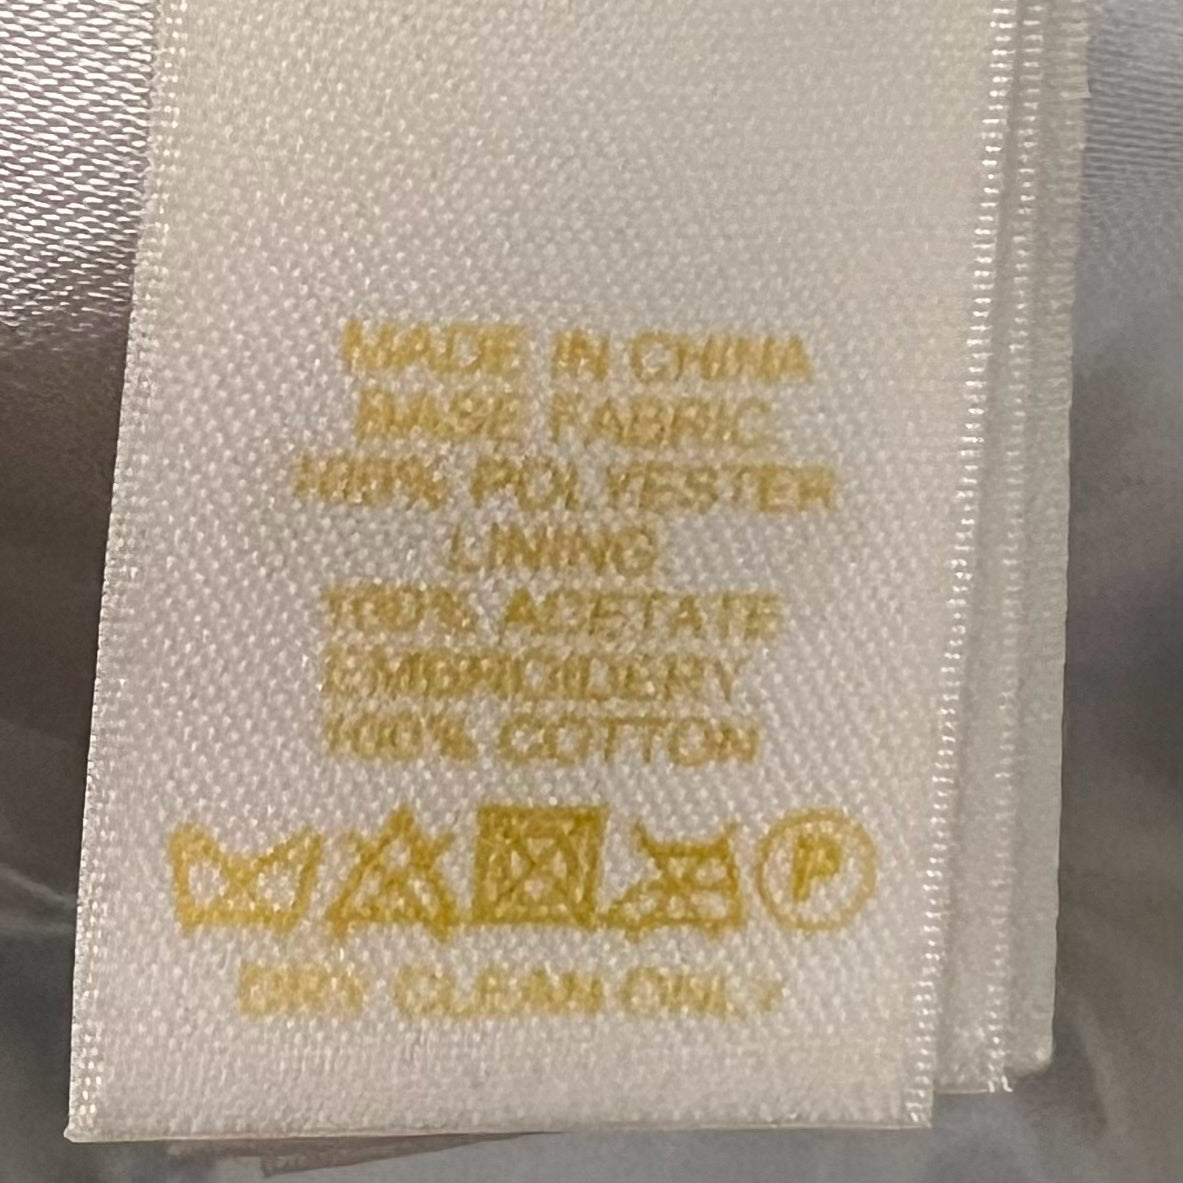 MADE IN CHINA
BASE FABRIC
100% POLYESTER
LINING
100% ACETATE
EMBROIDERY
100% COTTON
P
DRY CLEAN ONLY